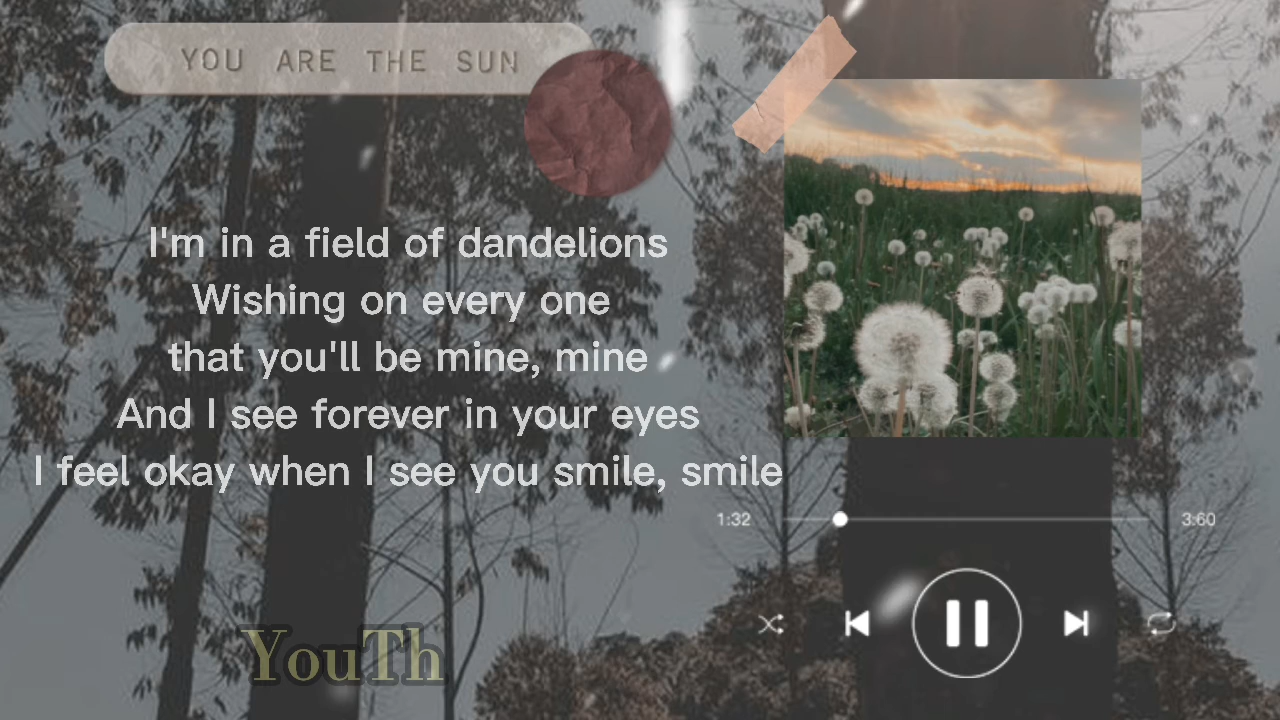 YOU ARE THE SUN
I'm in a field of dandelions
Wishing on every one
that you'll be mine, mine
And I see forever in your eyes
I feel okay when I see you smile, smile
1:32
3:60
YouTh